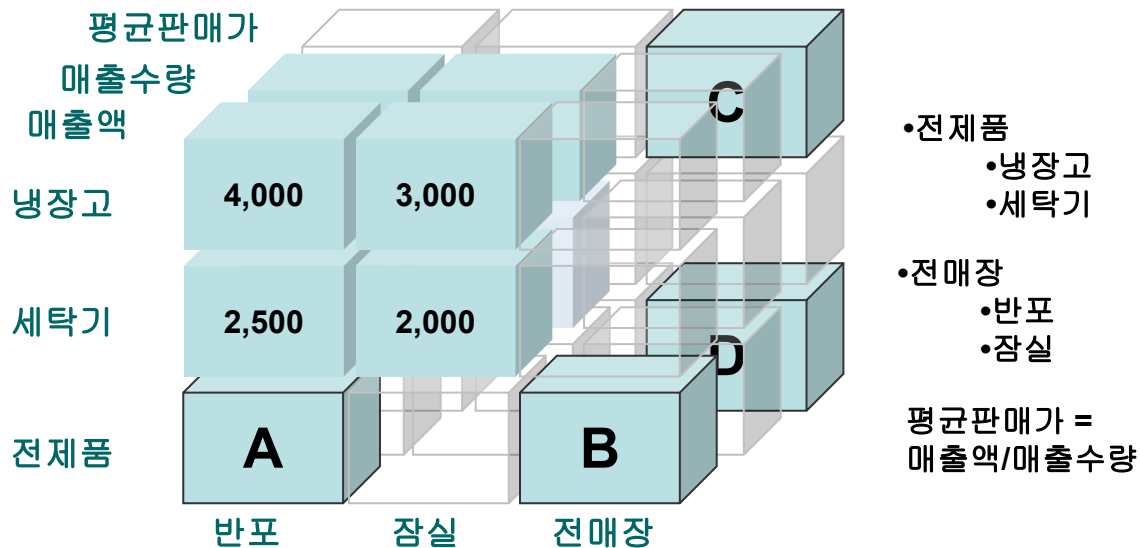 평균판매가
매출수량
매출액
냉장고
세탁기
전제품
4,000 3,000
2,500 2,000
A B
C
D
반포 잠실 전매장
•전제품
•냉장고
•세탁기
•전매장
•반포
•잠실
평균판매가 =
매출액/매출수량